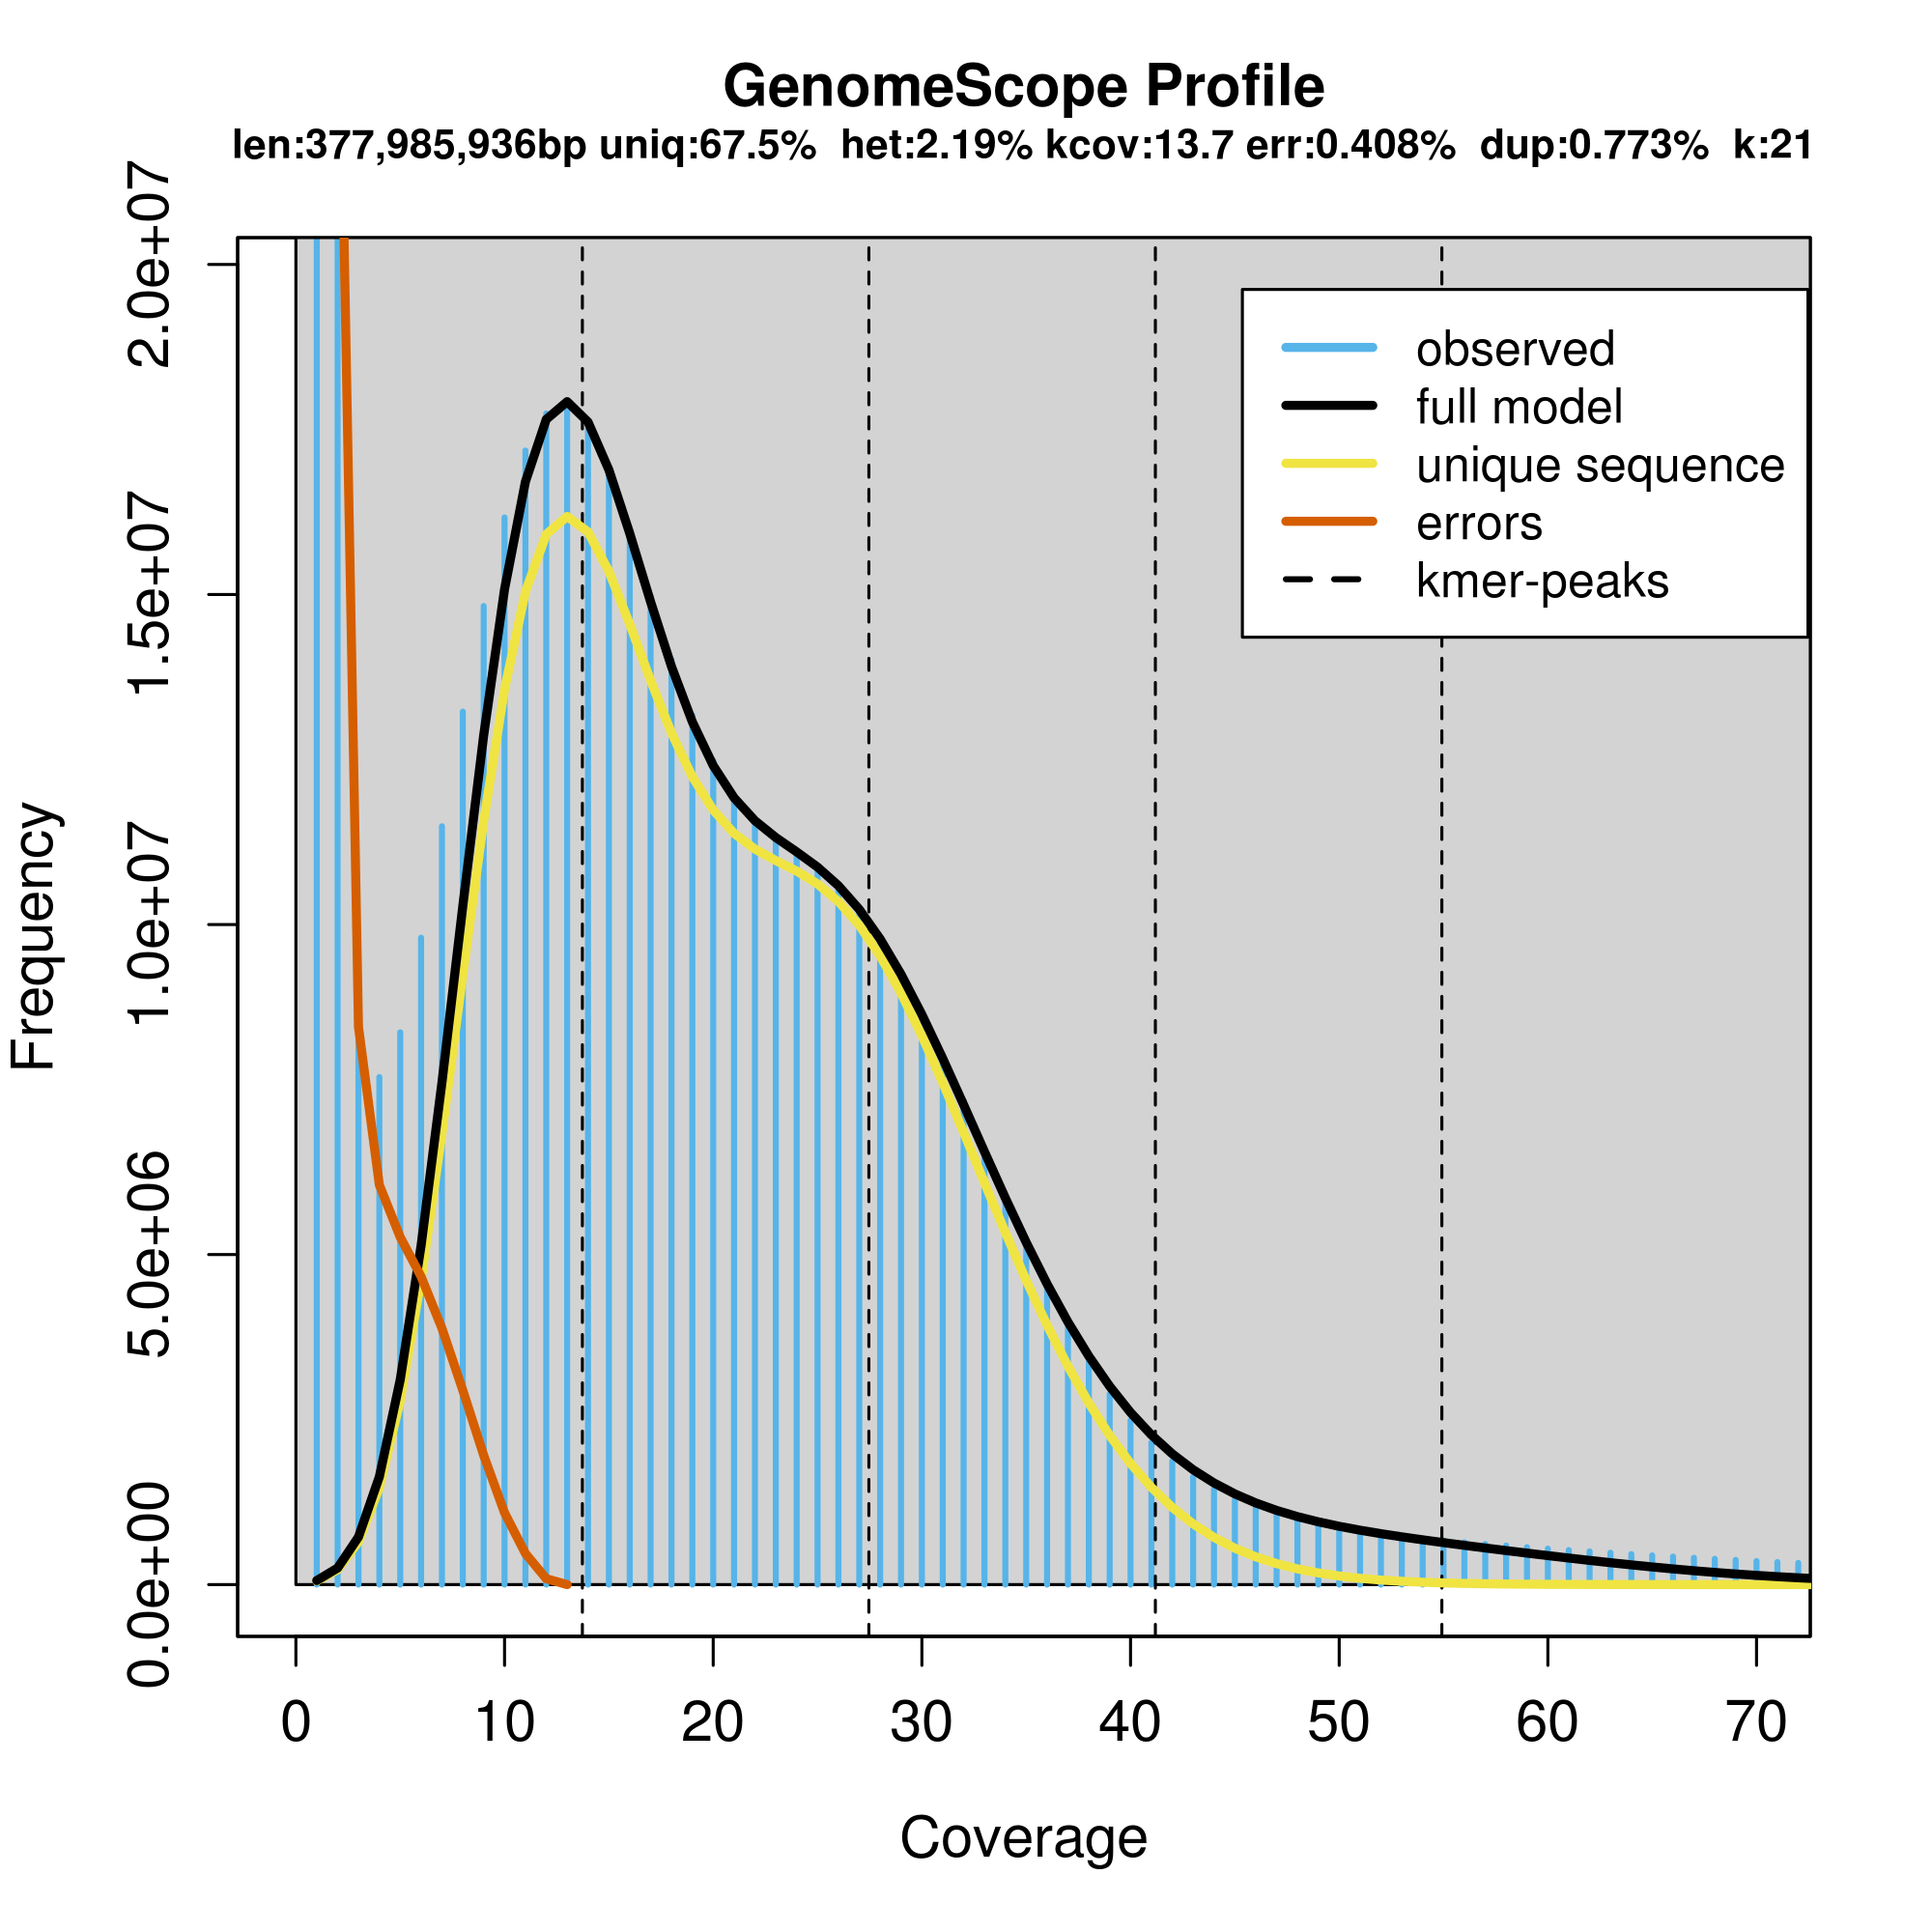 GenomeScope Profile
len:377,985,936bp uniq:67.5% het:2.19% kcov:13.7 err:0.408% dup:0.773% k:21
Frequency
2.0e+07
1.5e+07
1.0e+07
5.0e+06
0.0e+00
observed
full model
unique sequence
errors
kmer-peaks
0 10 20 30 40 50 60 70
Coverage